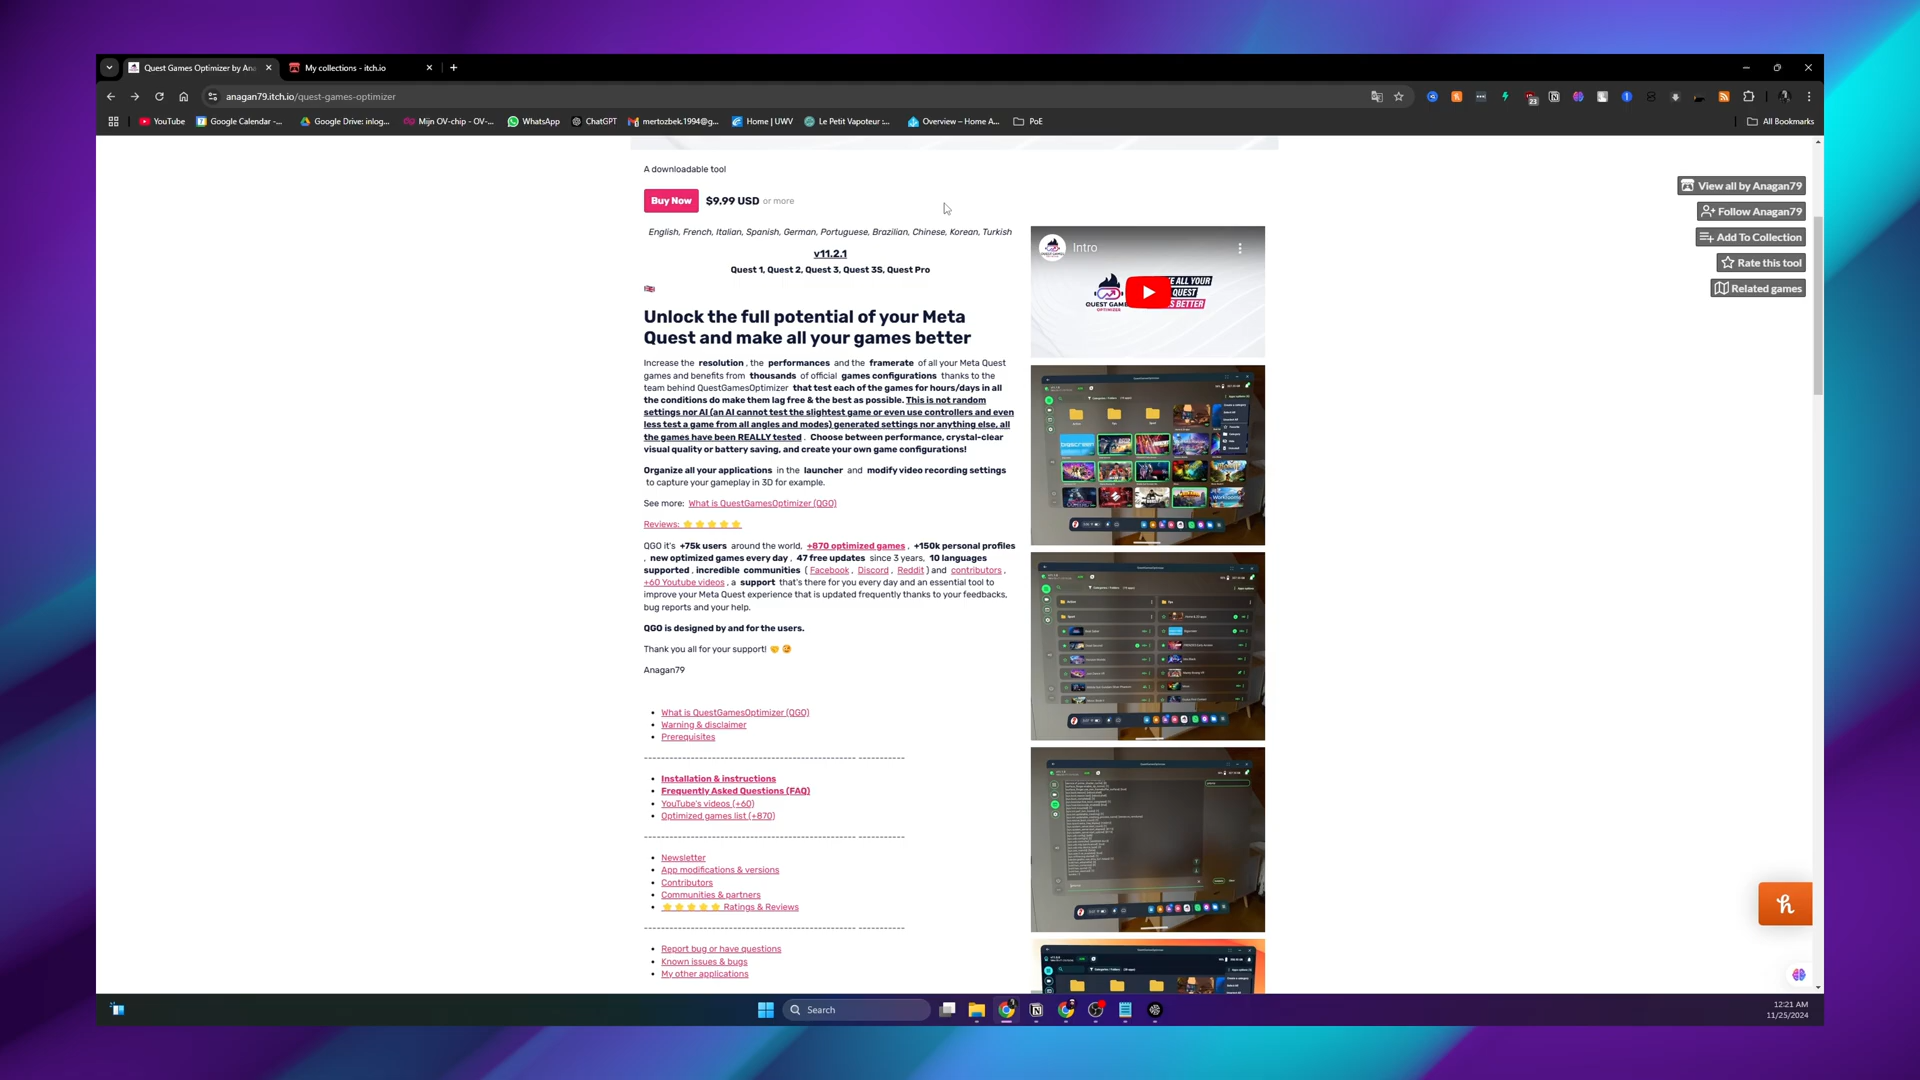 Quest Games Optimizer by Ana
My collections - itch.io
anagan79.itch.io/quest-games-optimizer
23
YouTube
Google Calendar -...
Google Drive: inlog...
Mijn OV-chip - OV-...
WhatsApp
ChatGPT
mertozbek.1994@g...
Home | UWV
Le Petit Vapoteur :...
Overview – Home A...
PoE
All Bookmarks
A downloadable tool
Buy Now $9.99 USD or more
English, French, Italian, Spanish, German, Portuguese, Brazilian, Chinese, Korean, Turkish
v11.2.1
Quest 1, Quest 2, Quest 3, Quest 3S, Quest Pro
Unlock the full potential of your Meta
Quest and make all your games better
Increase the resolution , the performances and the framerate of all your Meta Quest
games and benefits from thousands of official games configurations thanks to the
team behind QuestGamesOptimizer that test each of the games for hours/days in all
the conditions do make them lag free & the best as possible. This is not random
settings nor AI (an AI cannot test the slightest game or even use controllers and even
less test a game from all angles and modes) generated settings nor anything else, all
the games have been REALLY tested . Choose between performance, crystal-clear
visual quality or battery saving, and create your own game configurations!
Organize all your applications in the launcher and modify video recording settings
to capture your gameplay in 3D for example.
See more: What is QuestGamesOptimizer (QGO)
Reviews: ⭐⭐⭐⭐⭐
QGO it's +75k users around the world, +870 optimized games , +150k personal profiles
, new optimized games every day , 47 free updates since 3 years, 10 languages
supported , incredible communities ( Facebook , Discord , Reddit ) and contributors ,
+60 Youtube videos , a support that's there for you every day and an essential tool to
improve your Meta Quest experience that is updated frequently thanks to your feedbacks,
bug reports and your help.
QGO is designed by and for the users.
Thank you all for your support!
Anagan79
• What is QuestGamesOptimizer (QGO)
• Warning & disclaimer
• Prerequisites
• Installation & instructions
• Frequently Asked Questions (FAQ)
• YouTube's videos (+60)
• Optimized games list (+870)
• Newsletter
• App modifications & versions
• Contributors
• Communities & partners
• ⭐⭐⭐⭐⭐ Ratings & Reviews
• Report bug or have questions
• Known issues & bugs
• My other applications
Intro
View all by Anagan79
Follow Anagan79
Add To Collection
Rate this tool
Related games
Search
12:21 AM
11/25/2024